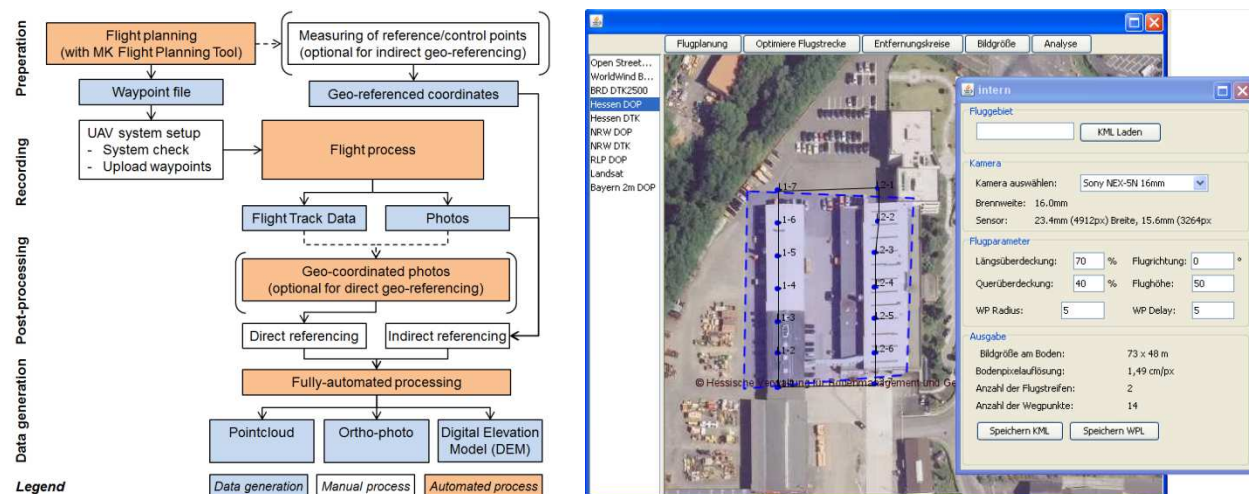 Preparation
Flight planning
(with MK Flight Planning Tool)
Measuring of reference/control points
(optional for indirect geo-referencing)
Waypoint file
Geo-referenced coordinates
Recording
UAV system setup
- System check
- Upload waypoints
Flight process
Flight Track Data
Photos
Post-processing
Geo-coordinated photos
(optional for direct geo-referencing)
Direct referencing
Indirect referencing
Data generation
Fully-automated processing
Pointcloud
Ortho-photo
Digital Elevation
Model (DEM)
Legend
Data generation
Manual process
Automated process
Flugplanung
Optimiere Flugstrecke
Entfernungskreise
Bildgröße
Analyse
Open Street...
WorldWind B...
BRD DTK2500
Hessen DOP
Hessen DTK
NRW DOP
NRW DTK
RLP DOP
Landsat
Bayern 2m DOP
1-7
2-1
1-6
2-2
1-5
2-3
1-4
2-4
1-3
2-5
1-2
2-6
© Hessische Verwaltung für Bodenmanagement und Ge
intern
Fluggebiet
KML Laden
Kamera
Kamera auswählen: Sony NEX-5N 16mm
Brennweite: 16.0mm
Sensor: 23.4mm (4912px) Breite, 15.6mm (3264px
Flugparameter
Längsüberdeckung: 70 % Flugrichtung: 0 °
Querüberdeckung: 40 % Flughöhe: 50
WP Radius: 5 WP Delay: 5
Ausgabe
Bildgröße am Boden: 73 x 48 m
Bodenpixelauflösung: 1,49 cm/px
Anzahl der Flugstreifen: 2
Anzahl der Wegpunkte: 14
Speichern KML
Speichern WPL